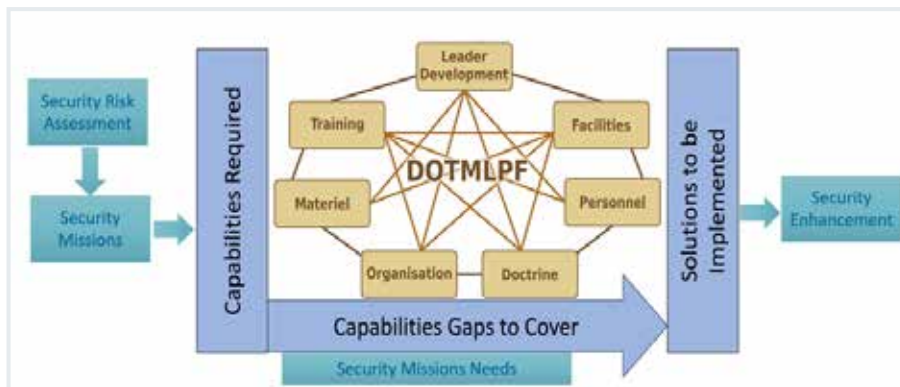 Security Risk
Assessment
Security
Missions
Capabilities Required
Leader
Development
Training
Facilities
DOTMLPF
Materiel
Personnel
Organisation
Doctrine
Capabilities Gaps to Cover
Security Missions Needs
Solutions to be
Implemented
Security
Enhancement